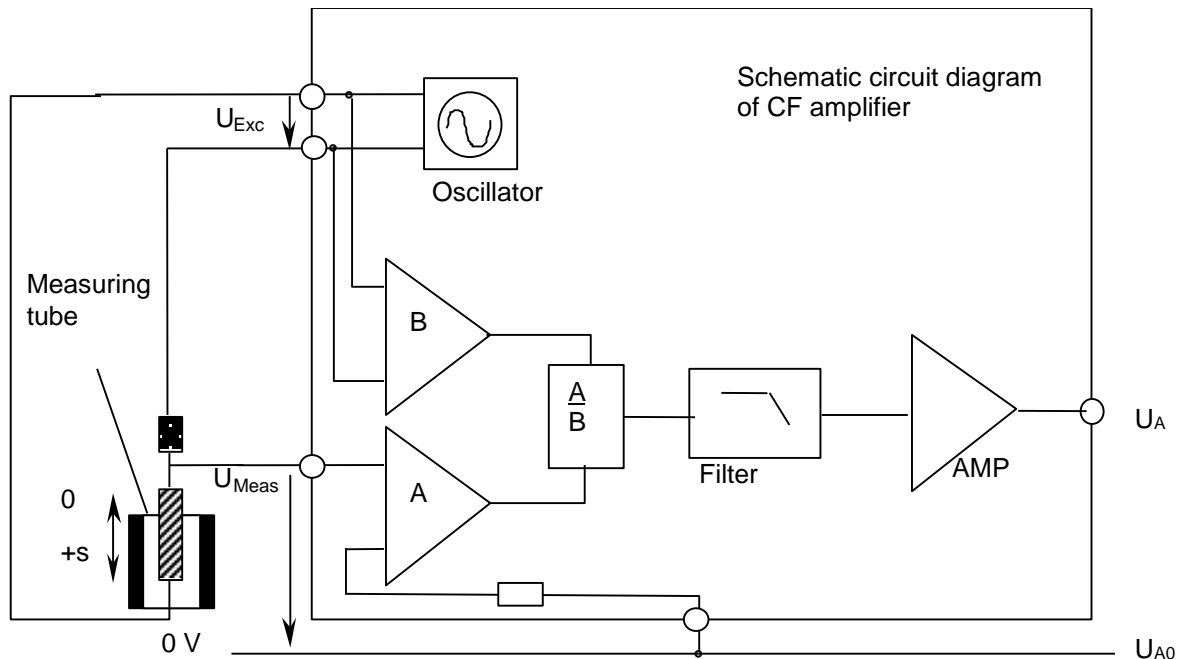 Schematic circuit diagram
of CF amplifier
U_Exc
Oscillator
Measuring
tube
B
A
B
U_A
U_Meas
A
Filter
AMP
0
+s
0 V
U_A0